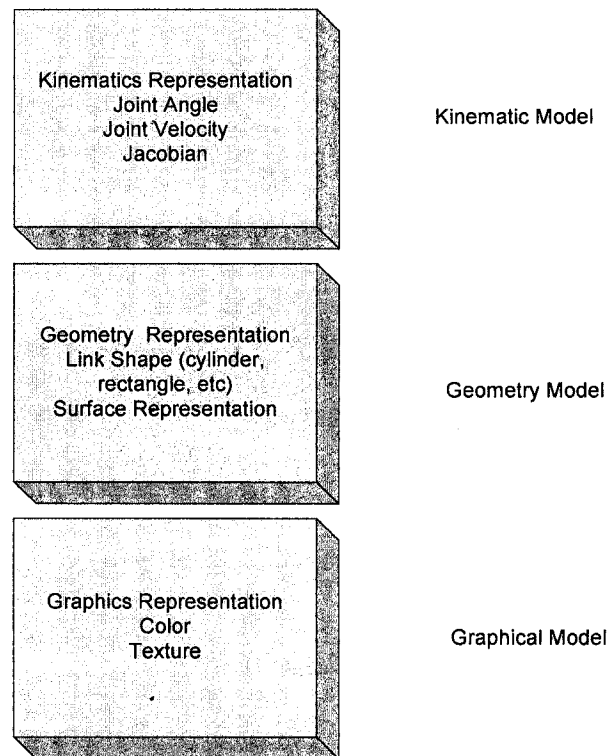 Kinematics Representation
Joint Angle
Joint Velocity
Jacobian
Kinematic Model
Geometry Representation
Link Shape (cylinder,
rectangle, etc)
Surface Representation
Geometry Model
Graphics Representation
Color
Texture
Graphical Model